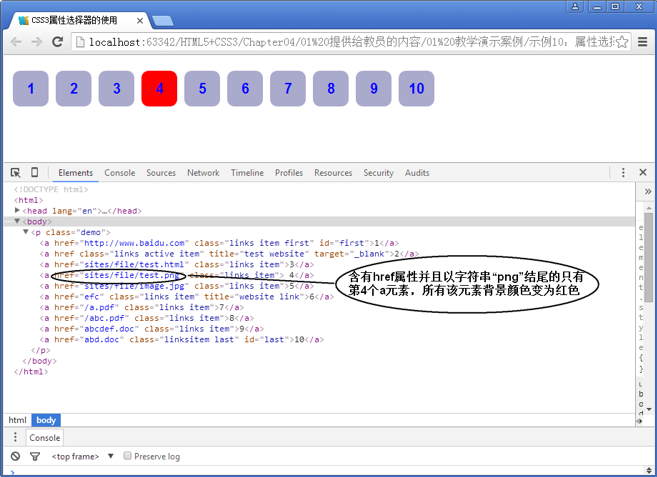 CSS3属性选择器的使用
localhost:63342/HTML5+CSS3/Chapter04/01%20提供给教员的内容/01%20教学演示案例/示例10：属性选择
1 2 3 4 5 6 7 8 9 10
Elements Console Sources Network Timeline Profiles Resources Security Audits
<!DOCTYPE html>
<html>
<head lang="en">…</head>
<body>
<p class="demo">
<a href="http://www.baidu.com" class="links item first" id="first">1</a>
<a href class="links active item" title="test website" target="_blank">2</a>
<a href="sites/file/test.html" class="links item">3</a>
<a href="sites/file/test.png" class="links item"> 4</a>
<a href="sites/file/image.jpg" class="links item">5</a>
<a href="efc" class="links item" title="website link">6</a>
<a href="/a.pdf" class="links item">7</a>
<a href="/abc.pdf" class="links item">8</a>
<a href="abcdef.doc" class="links item">9</a>
<a href="abd.doc" class="linksitem last" id="last">10</a>
</p>
</body>
</html>
含有href属性并且以字符串“png”结尾的只有
第4个a元素，所有该元素背景颜色变为红色
html body
Console
<top frame> Preserve log